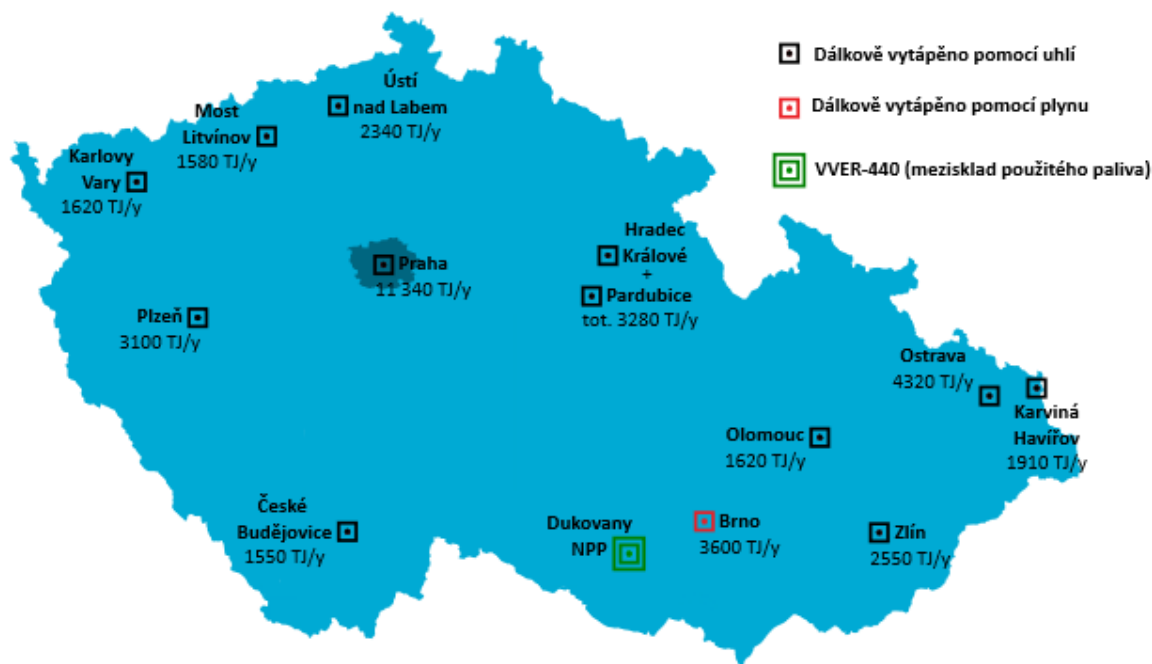 Dálkově vytápěno pomocí uhlí
Dálkově vytápěno pomocí plynu
VVER-440 (mezisklad použitého paliva)
Ústí
nad Labem
2340 TJ/y
Most
Litvínov
1580 TJ/y
Karlovy
Vary
1620 TJ/y
Praha
11 340 TJ/y
Hradec
Králové
+
Pardubice
tot. 3280 TJ/y
Plzeň
3100 TJ/y
Ostrava
4320 TJ/y
Karviná
Havířov
1910 TJ/y
Olomouc
1620 TJ/y
České
Budějovice
1550 TJ/y
Dukovany
NPP
Brno
3600 TJ/y
Zlín
2550 TJ/y